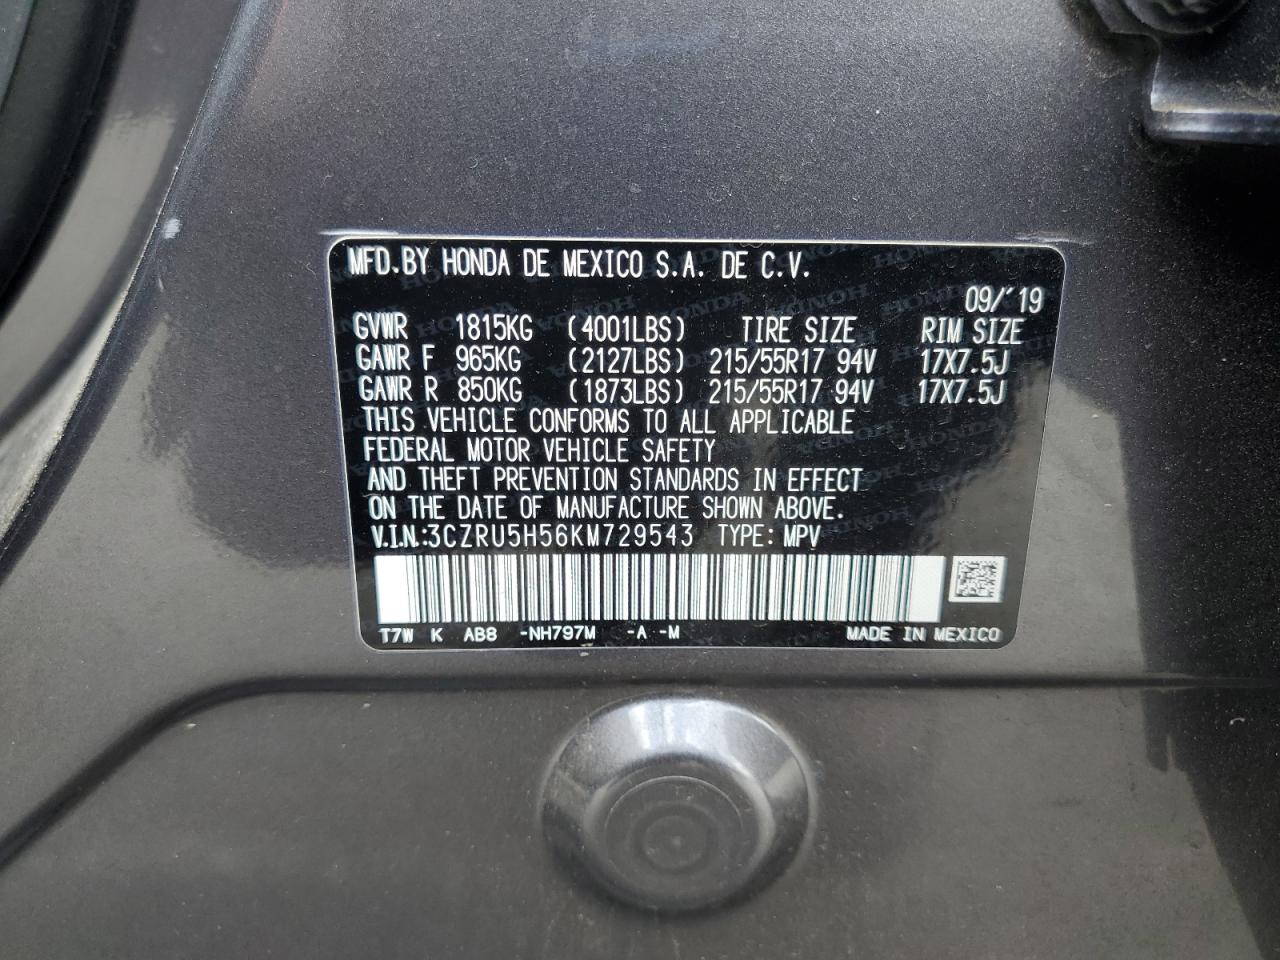 MFD.BY HONDA DE MEXICO S.A. DE C.V.
09/'19
GVWR 1815KG (4001LBS) TIRE SIZE RIM SIZE
GAWR F 965KG (2127LBS) 215/55R17 94V 17X7.5J
GAWR R 850KG (1873LBS) 215/55R17 94V 17X7.5J
THIS VEHICLE CONFORMS TO ALL APPLICABLE
FEDERAL MOTOR VEHICLE SAFETY
AND THEFT PREVENTION STANDARDS IN EFFECT
ON THE DATE OF MANUFACTURE SHOWN ABOVE.
V.I.N.:3CZRU5H56KM729543 TYPE: MPV
T7W K AB8 -NH797M -A -M MADE IN MEXICO